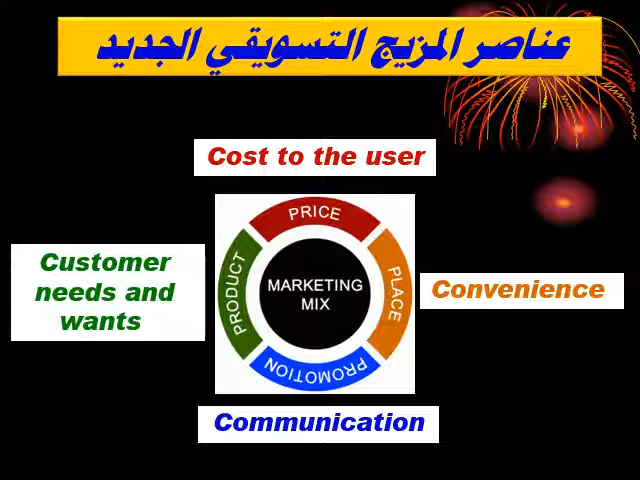 عناصر المزيج التسويقي الجديد
Cost to the user
PRICE
Customer
needs and
wants
PRODUCT
MARKETING
MIX
PLACE
Convenience
PROMOTION
Communication